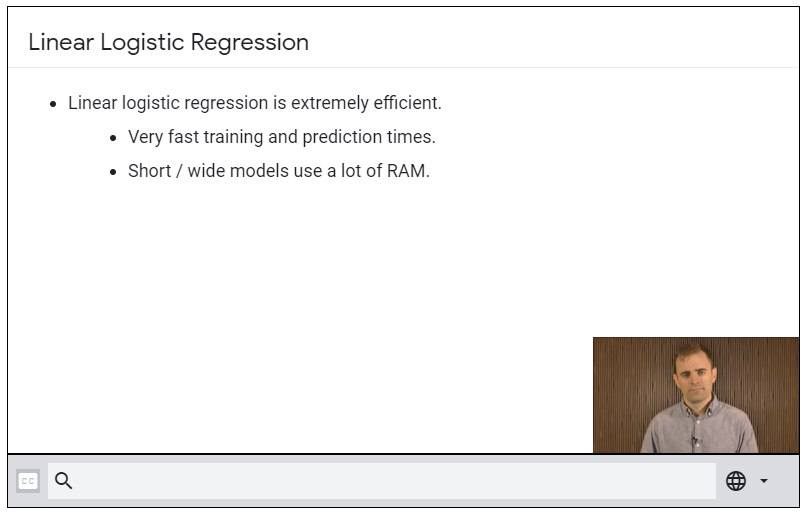 Linear Logistic Regression
• Linear logistic regression is extremely efficient.
• Very fast training and prediction times.
• Short / wide models use a lot of RAM.
CC